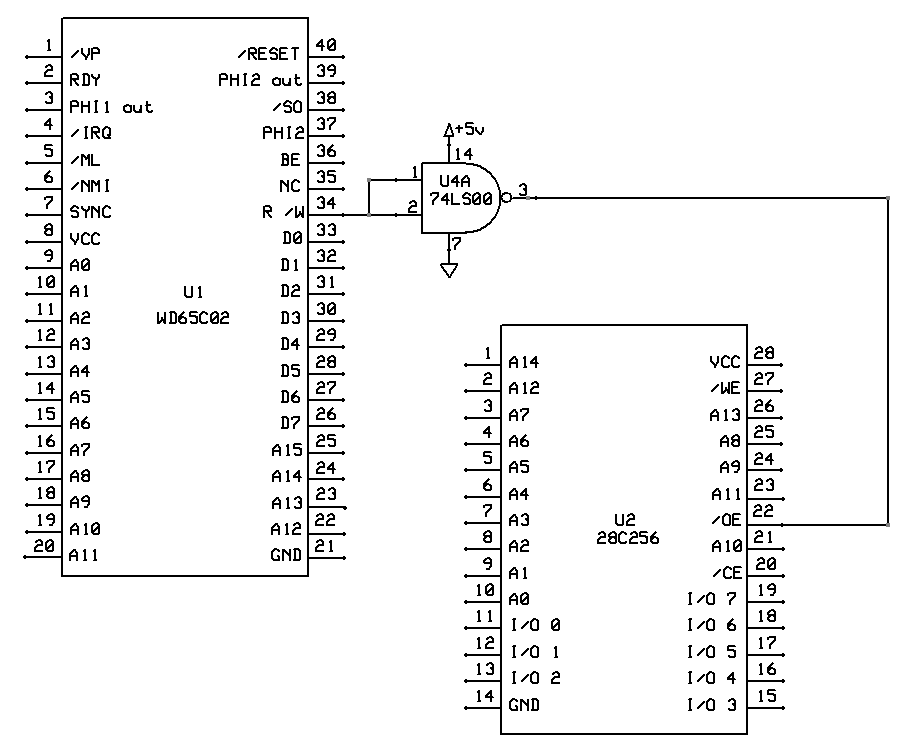 1 /VP /RESET 40
2 RDY PHI2 out 39
3 PHI1 out /SO 38
4 /IRQ PHI2 37
5 /ML BE 36
6 /NMI NC 35
7 SYNC R /W 34
8 VCC D0 33
9 A0 D1 32
10 A1 D2 31
11 A2 D3 30
12 A3 D4 29
13 A4 D5 28
14 A5 D6 27
15 A6 D7 26
16 A7 A15 25
17 A8 A14 24
18 A9 A13 23
19 A10 A12 22
20 A11 GND 21
U1
WD65C02
+5v
14
1
2
U4A
74LS00
3
7
1 A14 VCC 28
2 A12 /WE 27
3 A7 A13 26
4 A6 A8 25
5 A5 A9 24
6 A4 A11 23
7 A3 /OE 22
8 A2 A10 21
9 A1 /CE 20
10 A0 I/O 7 19
11 I/O 0 I/O 6 18
12 I/O 1 I/O 5 17
13 I/O 2 I/O 4 16
14 GND I/O 3 15
U2
28C256